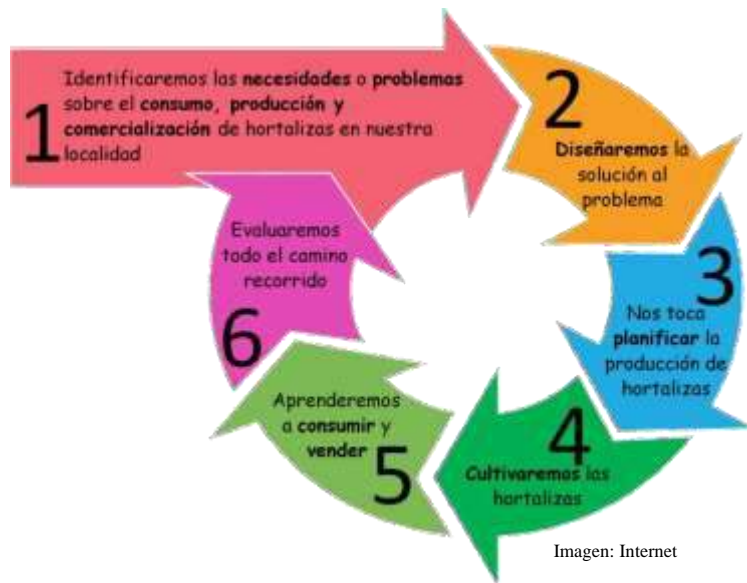 1
Identificaremos las necesidades o problemas
sobre el consumo, producción y
comercialización de hortalizas en nuestra
localidad
2
Diseñaremos la
solución al
problema
3
Nos toca
planificar la
producción de
hortalizas
4
Cultivaremos las
hortalizas
5
Aprenderemos
a consumir y
vender
6
Evaluaremos
todo el camino
recorrido
Imagen: Internet